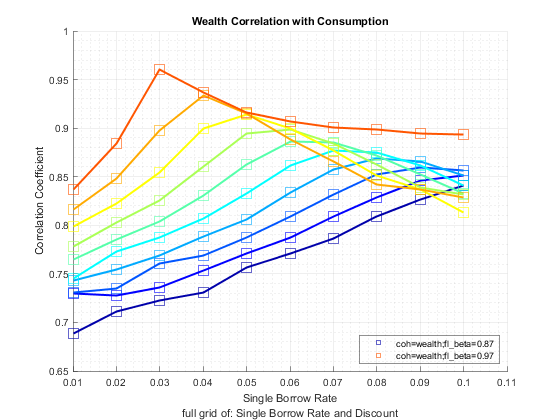 Wealth Correlation with Consumption
1
0.95
0.9
0.85
0.8
0.75
0.7
0.65
Correlation Coefficient
coh=wealth;fl_beta=0.87
coh=wealth;fl_beta=0.97
0.01 0.02 0.03 0.04 0.05 0.06 0.07 0.08 0.09 0.1 0.11
Single Borrow Rate
full grid of: Single Borrow Rate and Discount